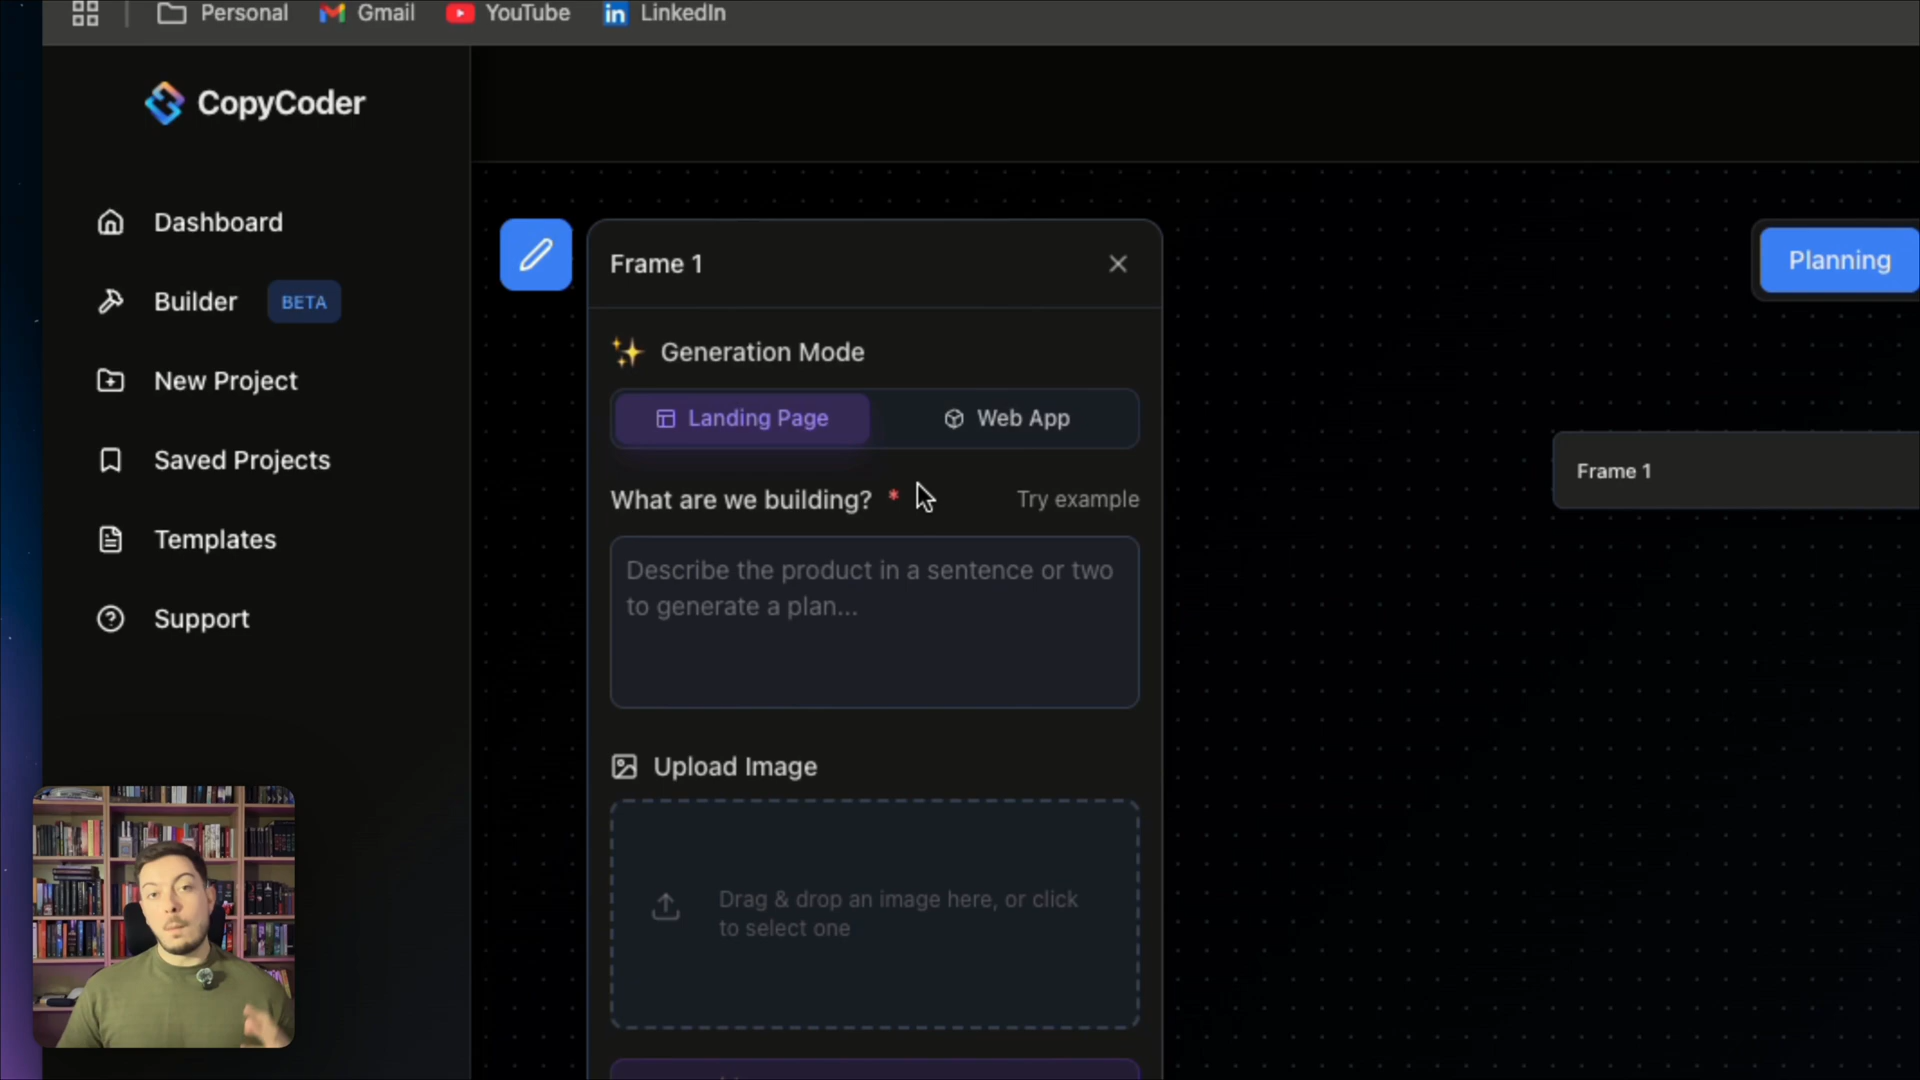 Personal
Gmail
YouTube
LinkedIn
CopyCoder
Dashboard
Builder
BETA
New Project
Saved Projects
Templates
Support
Frame 1
Generation Mode
Landing Page
Web App
What are we building? *
Try example
Describe the product in a sentence or two
to generate a plan...
Upload Image
Drag & drop an image here, or click
to select one
Planning
Frame 1